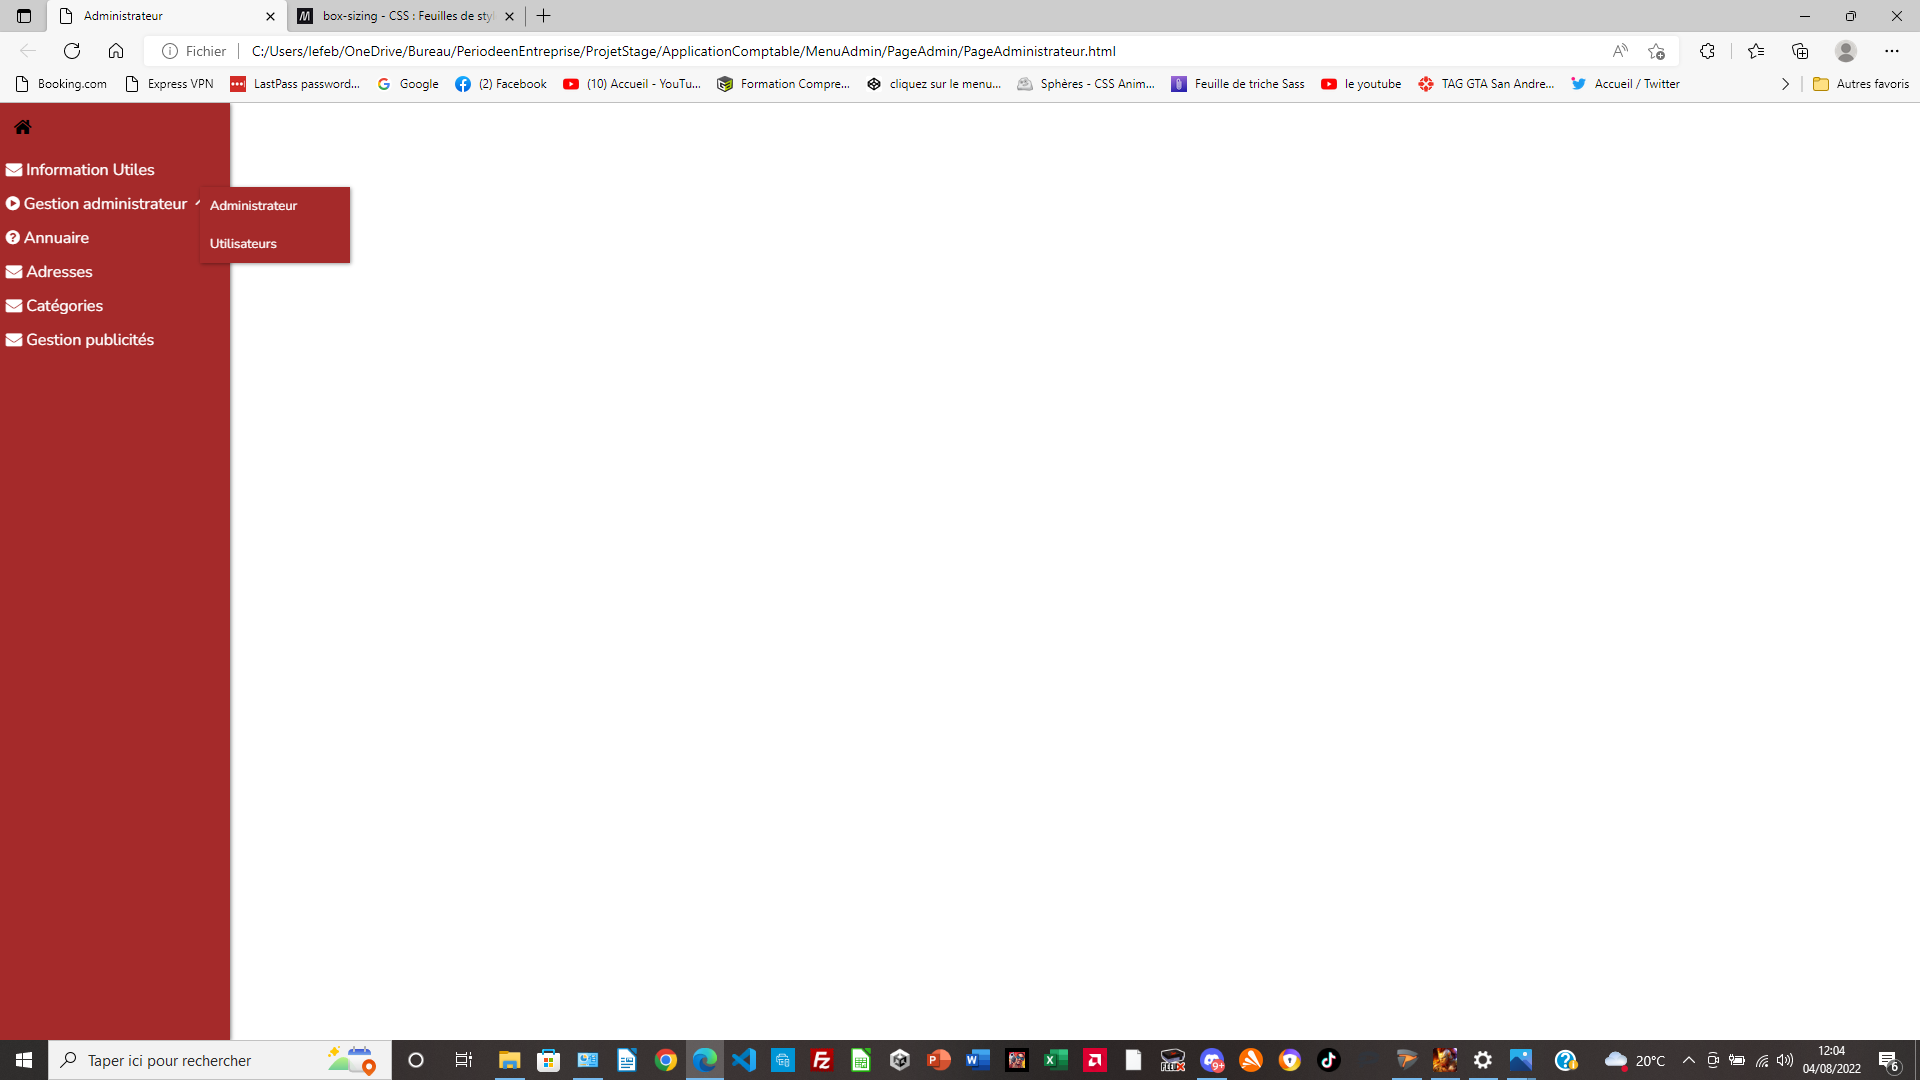 Administrateur
box-sizing - CSS : Feuilles de styl
Fichier
C:/Users/lefeb/OneDrive/Bureau/PeriodeenEntreprise/ProjetStage/ApplicationComptable/MenuAdmin/PageAdmin/PageAdministrateur.html
Booking.com Express VPN LastPass password... Google (2) Facebook (10) Accueil - YouTu... Formation Compre... cliquez sur le menu... Sphères - CSS Anim... Feuille de triche Sass le youtube TAG GTA San Andre... Accueil / Twitter Autres favoris
Information Utiles
Gestion administrateur
Administrateur
Utilisateurs
Annuaire
Adresses
Catégories
Gestion publicités
Taper ici pour rechercher
9+
20°C
12:04
04/08/2022
6